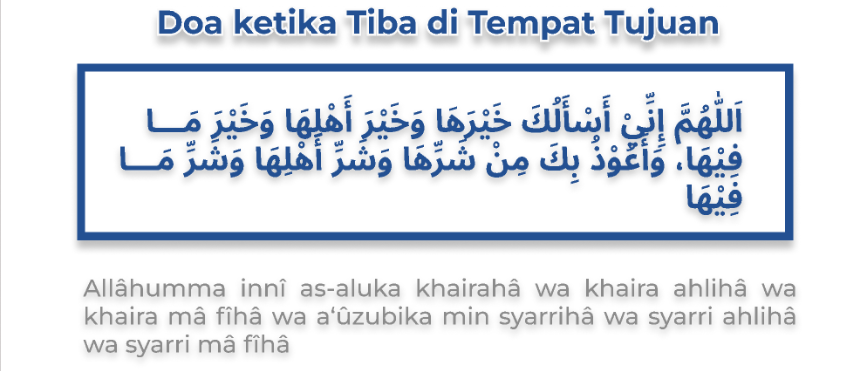 Doa ketika Tiba di Tempat Tujuan
اَللّٰهُمَّ إِنِّيْ أَسْأَلُكَ خَيْرَهَا وَخَيْرَ أَهْلِهَا وَخَيْرَ مَـــا
فِيْهَا، وَأَعُوْذُ بِكَ مِنْ شَرِّهَا وَشَرِّ أَهْلِهَا وَشَرِّ مَـــا
فِيْهَا
Allâhumma innî as-aluka khairahâ wa khaira ahlihâ wa
khaira mâ fîhâ wa a‘ûzubika min syarrihâ wa syarri ahlihâ
wa syarri mâ fîhâ